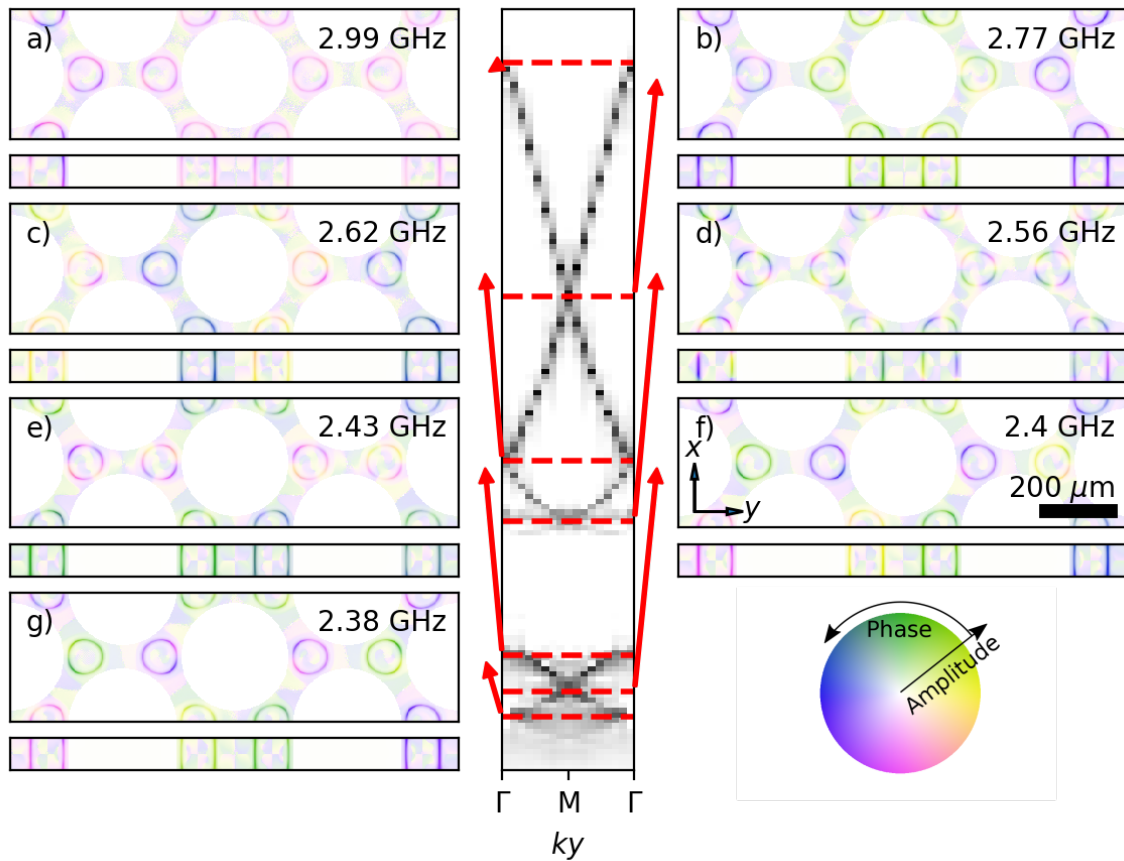 a) 2.99 GHz
b) 2.77 GHz
c) 2.62 GHz
d) 2.56 GHz
e) 2.43 GHz
f) 2.4 GHz
x
y
200 μm
g) 2.38 GHz
Phase
Amplitude
Γ M Γ
ky